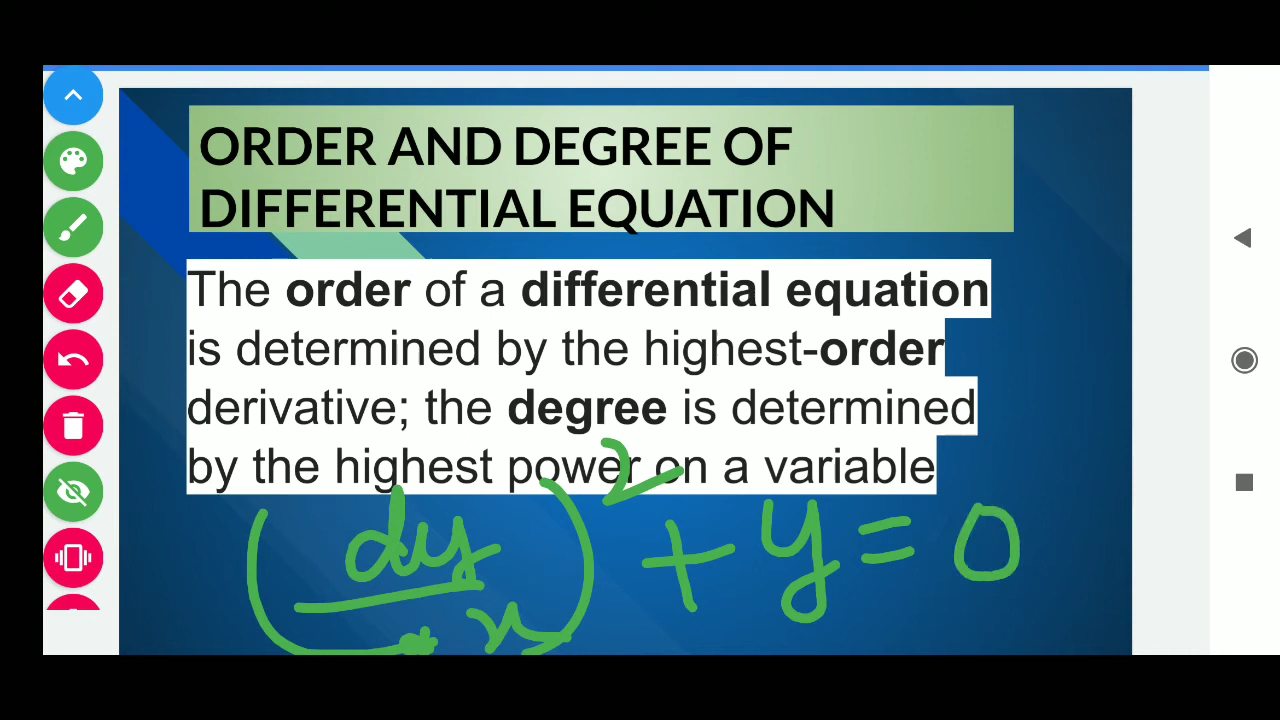 ORDER AND DEGREE OF
DIFFERENTIAL EQUATION
The order of a differential equation
is determined by the highest-order
derivative; the degree is determined
by the highest power on a variable
(dy/dx)² + y = 0